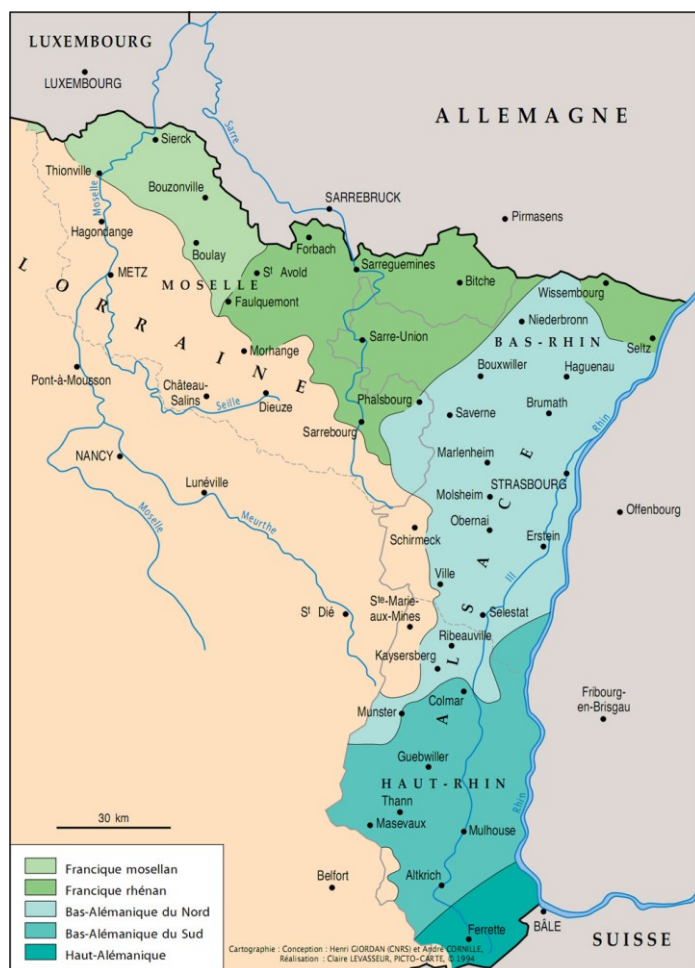 LUXEMBOURG
LUXEMBOURG
ALLEMAGNE
Sierck
Sarre
Thionville
Bouzonville
SARREBRUCK
Pirmasens
Moselle
Hagondange
Forbach
Boulay
St Avold
Sarreguemines
METZ
Bitche
Wissembourg
LORRAINE
MOSELLE
Faulquemont
Niederbronn
Sarre-Union
BAS-RHIN
Seltz
Morhange
Pont-à-Mousson
Bouxwiller
Haguenau
Château-
Salins
Seille
Dieuze
Phalsbourg
Saverne
Brumath
Rhin
Sarrebourg
NANCY
Marlenheim
STRASBOURG
ALSACE
Lunéville
Molsheim
Offenbourg
Moselle
Meurthe
Schirmeck
Obernai
Erstein
Ill
Ville
St Dié
Ste-Marie-
aux-Mines
Sélestat
Ribeauville
Kaysersberg
Colmar
Fribourg-
en-Brisgau
Munster
Guebwiller
HAUT-RHIN
Rhin
Thann
Masevaux
Mulhouse
30 km
Belfort
Altkrich
Ferrette
BÂLE
SUISSE
Francique mosellan
Francique rhénan
Bas-Alémanique du Nord
Bas-Alémanique du Sud
Haut-Alémanique
Cartographie : Conception : Henri GIORDAN (CNRS) et André CORNILLE,
Réalisation : Claire LEVASSEUR, PICTO-CARTE, © 1994